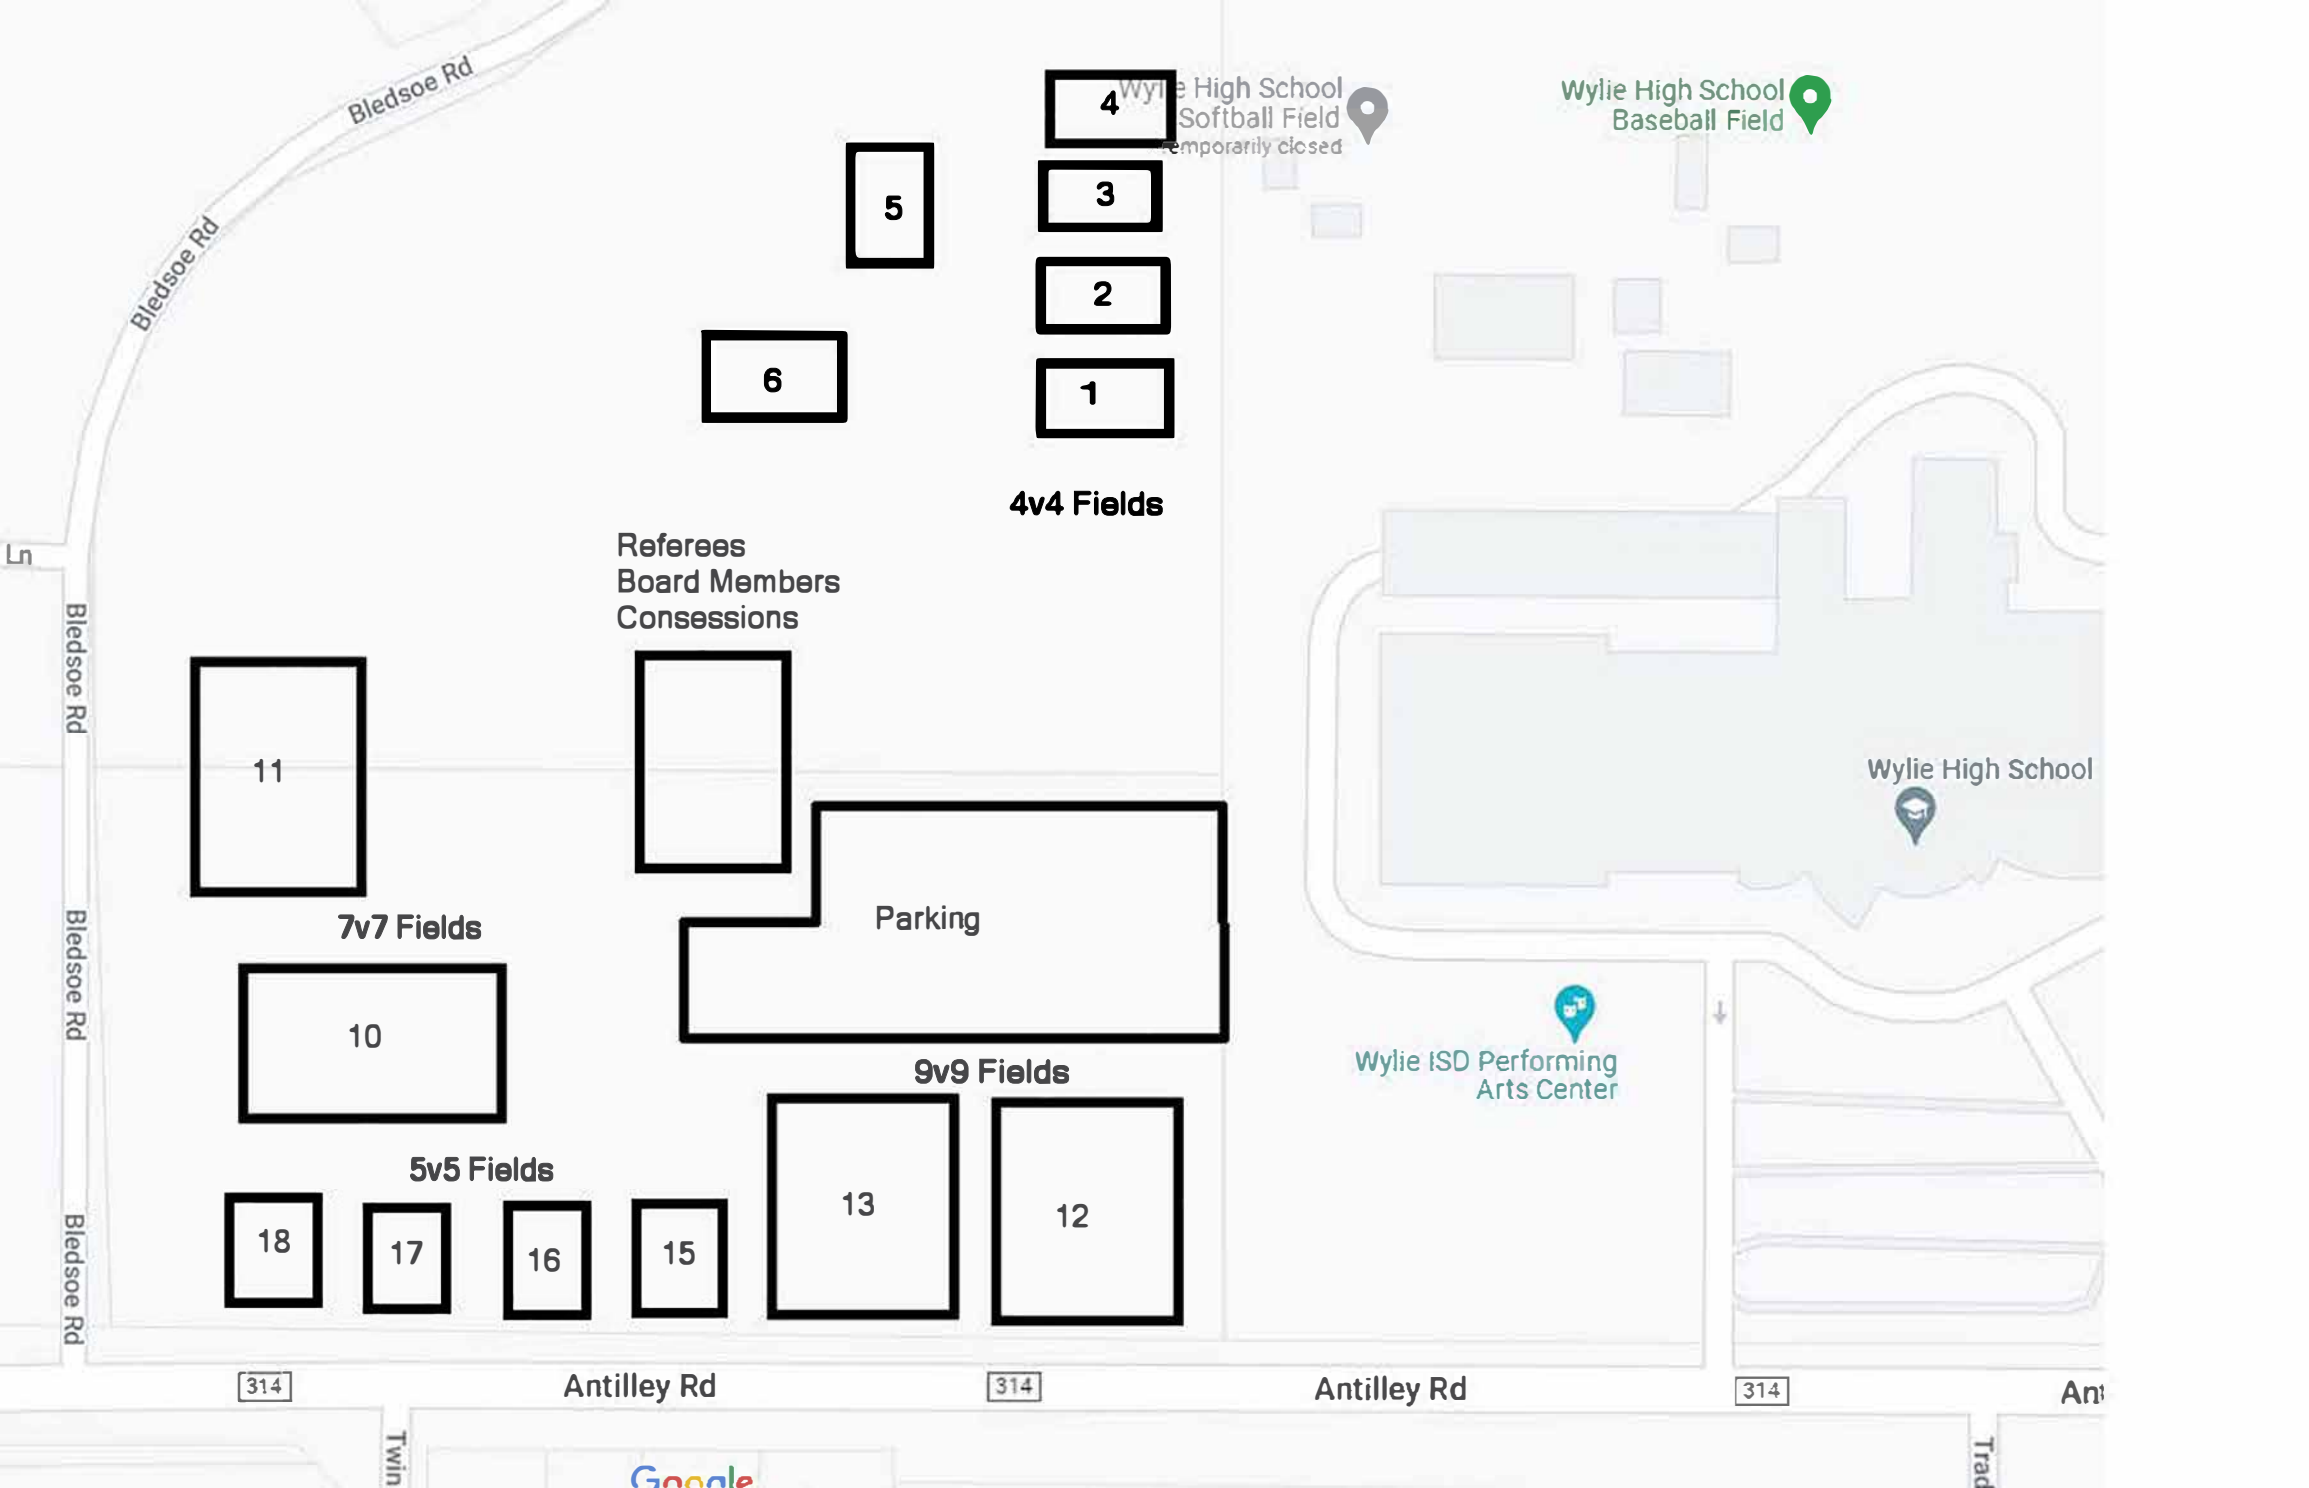 Bledsoe Rd
4
Wylie High School
Softball Field
emporarily closed
Wylie High School
Baseball Field
5
3
Bledsoe Rd
2
6
1
4v4 Fields
Ln
Referees
Board Members
Consessions
Bledsoe Rd
11
Wylie High School
Parking
7v7 Fields
Bledsoe Rd
10
9v9 Fields
Wylie ISD Performing
Arts Center
5v5 Fields
13
12
18
17
16
15
Bledsoe Rd
314
Antilley Rd
314
Antilley Rd
314
Ant
Twin
Trad
Google